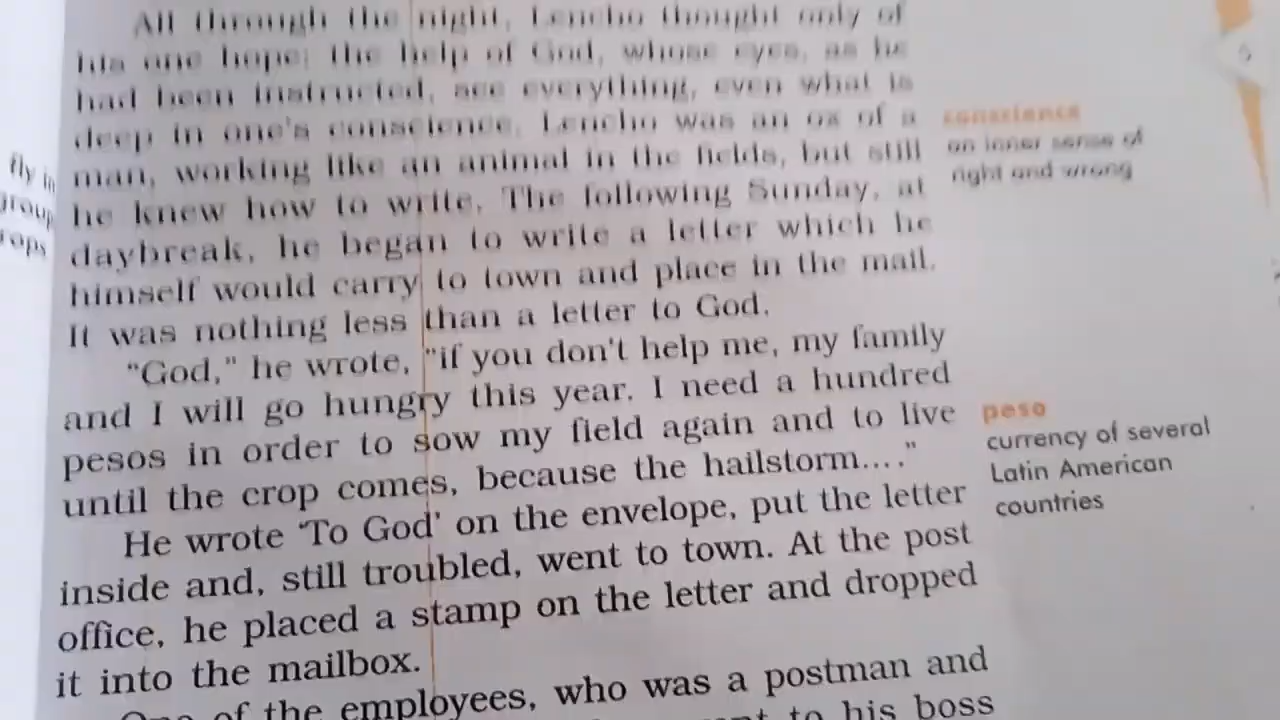 All through the night, Lencho thought only of
his one hope: the help of God, whose eyes, as he
had been instructed, see everything, even what is
deep in one's conscience. Lencho was an ox of a
man, working like an animal in the fields, but still
he knew how to write. The following Sunday, at
daybreak, he began to write a letter which he
himself would carry to town and place in the mail.
It was nothing less than a letter to God.
“God,” he wrote, “if you don't help me, my family
and I will go hungry this year. I need a hundred
pesos in order to sow my field again and to live
until the crop comes, because the hailstorm....”
He wrote ‘To God’ on the envelope, put the letter
inside and, still troubled, went to town. At the post
office, he placed a stamp on the letter and dropped
it into the mailbox.
One of the employees, who was a postman and
to his boss
conscience
an inner sense of
right and wrong
peso
currency of several
Latin American
countries
fly in
group